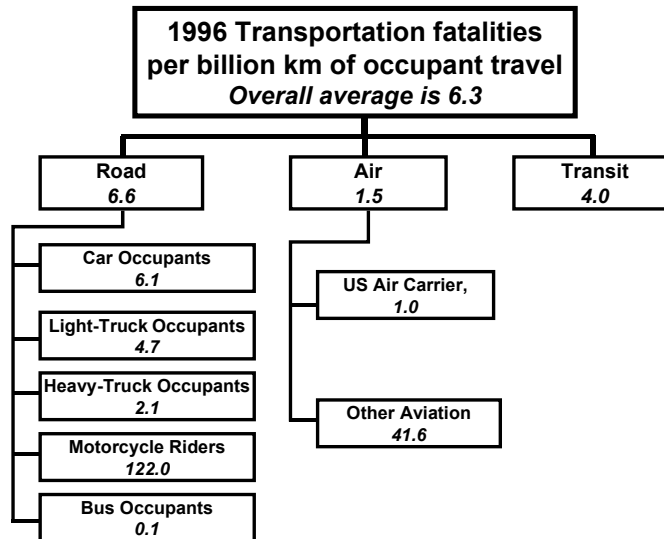 1996 Transportation fatalities
per billion km of occupant travel
Overall average is 6.3
Road
6.6
Air
1.5
Transit
4.0
Car Occupants
6.1
Light-Truck Occupants
4.7
Heavy-Truck Occupants
2.1
Motorcycle Riders
122.0
Bus Occupants
0.1
US Air Carrier,
1.0
Other Aviation
41.6